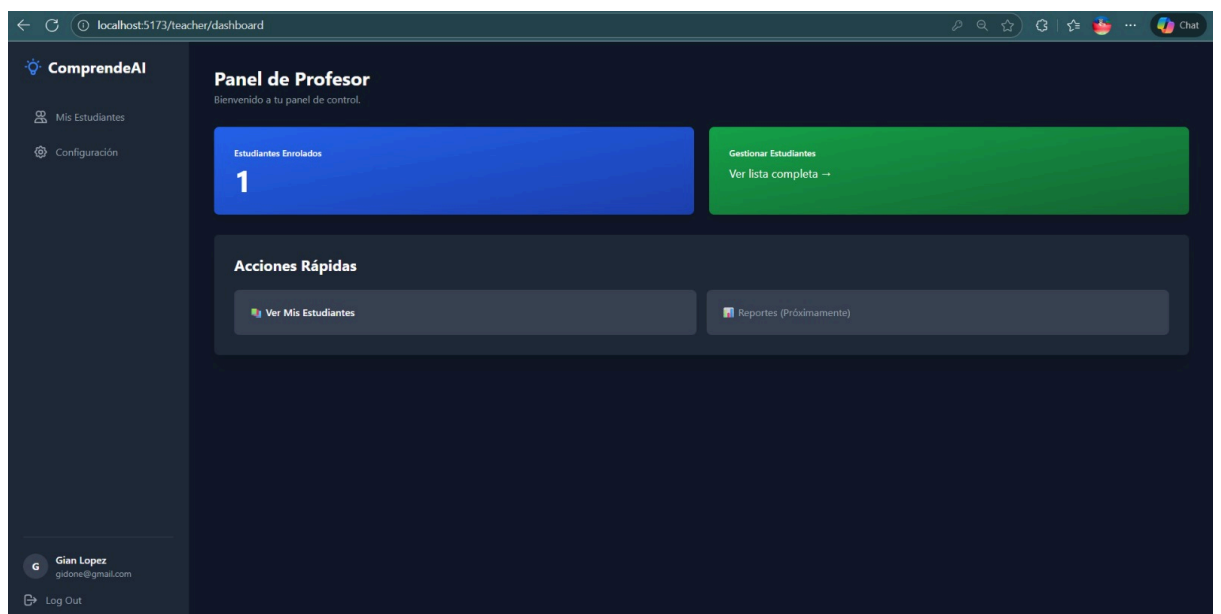 localhost:5173/teacher/dashboard
Chat
ComprendeAI
Mis Estudiantes
Configuración
Panel de Profesor
Bienvenido a tu panel de control.
Estudiantes Enrolados
1
Gestionar Estudiantes
Ver lista completa →
Acciones Rápidas
Ver Mis Estudiantes
Reportes (Próximamente)
G
Gian Lopez
gidone@gmail.com
Log Out